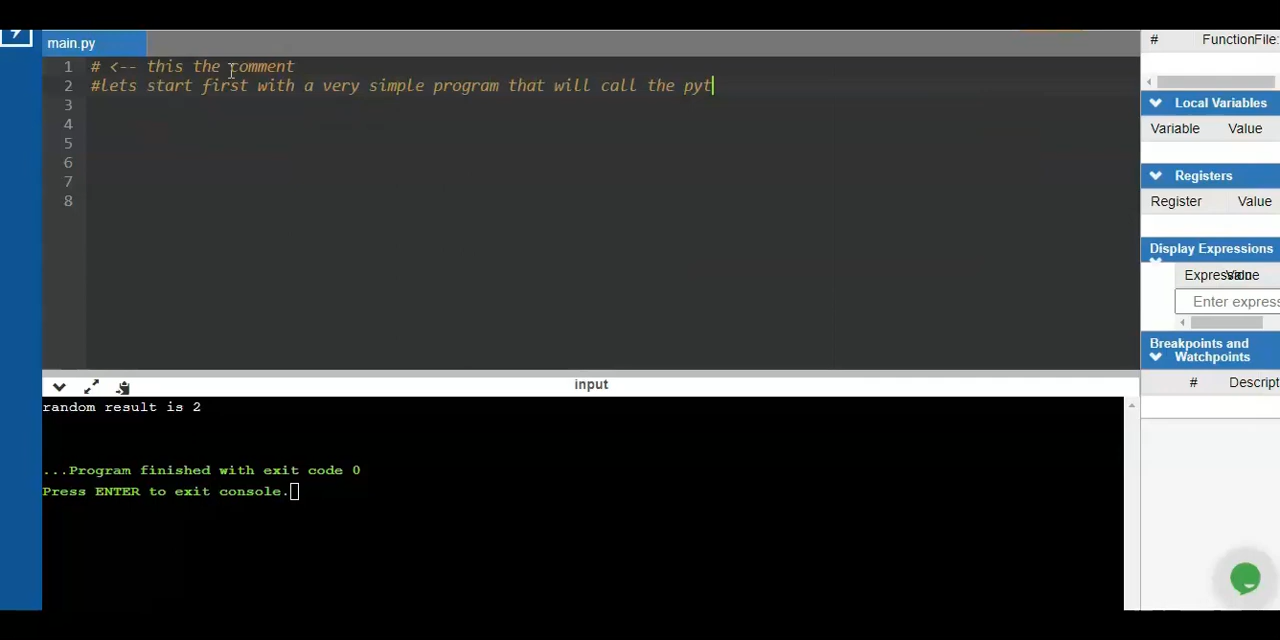 main.py
1 # <-- this the comment
2 #lets start first with a very simple program that will call the pyt
3
4
5
6
7
8
input
random result is 2
...Program finished with exit code 0
Press ENTER to exit console.
# FunctionFile:
Local Variables
Variable Value
Registers
Register Value
Display Expressions
Expression Value
Enter express
Breakpoints and
Watchpoints
# Descript